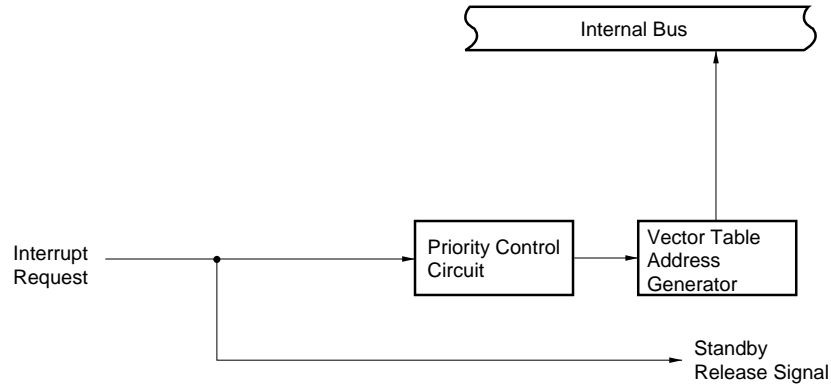 Internal Bus
Interrupt
Request
Priority Control
Circuit
Vector Table
Address
Generator
Standby
Release Signal